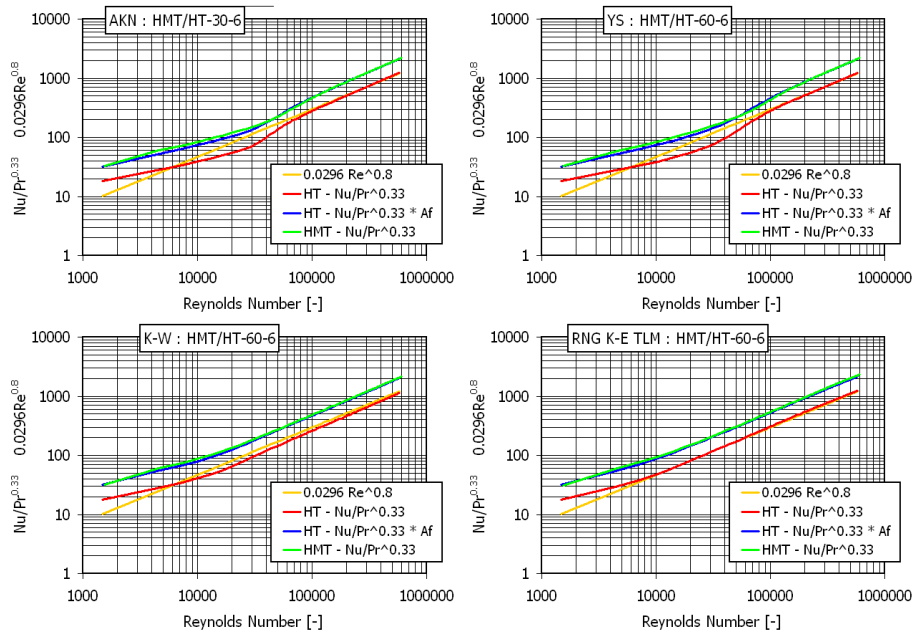 AKN : HMT/HT-30-6
Nu/Pr^0.33 0.0296Re^0.8
10000
1000
100
10
1
0.0296 Re^0.8
HT - Nu/Pr^0.33
HT - Nu/Pr^0.33 * Af
HMT - Nu/Pr^0.33
1000 10000 100000 1000000
Reynolds Number [-]
YS : HMT/HT-60-6
Nu/Pr^0.33 0.0296Re^0.8
10000
1000
100
10
1
0.0296 Re^0.8
HT - Nu/Pr^0.33
HT - Nu/Pr^0.33 * Af
HMT - Nu/Pr^0.33
1000 10000 100000 1000000
Reynolds Number [-]
K-W : HMT/HT-60-6
Nu/Pr^0.33 0.0296Re^0.8
10000
1000
100
10
1
0.0296 Re^0.8
HT - Nu/Pr^0.33
HT - Nu/Pr^0.33 * Af
HMT - Nu/Pr^0.33
1000 10000 100000 1000000
Reynolds Number [-]
RNG K-E TLM : HMT/HT-60-6
Nu/Pr^0.33 0.0296Re^0.8
10000
1000
100
10
1
0.0296 Re^0.8
HT - Nu/Pr^0.33
HT - Nu/Pr^0.33 * Af
HMT - Nu/Pr^0.33
1000 10000 100000 1000000
Reynolds Number [-]